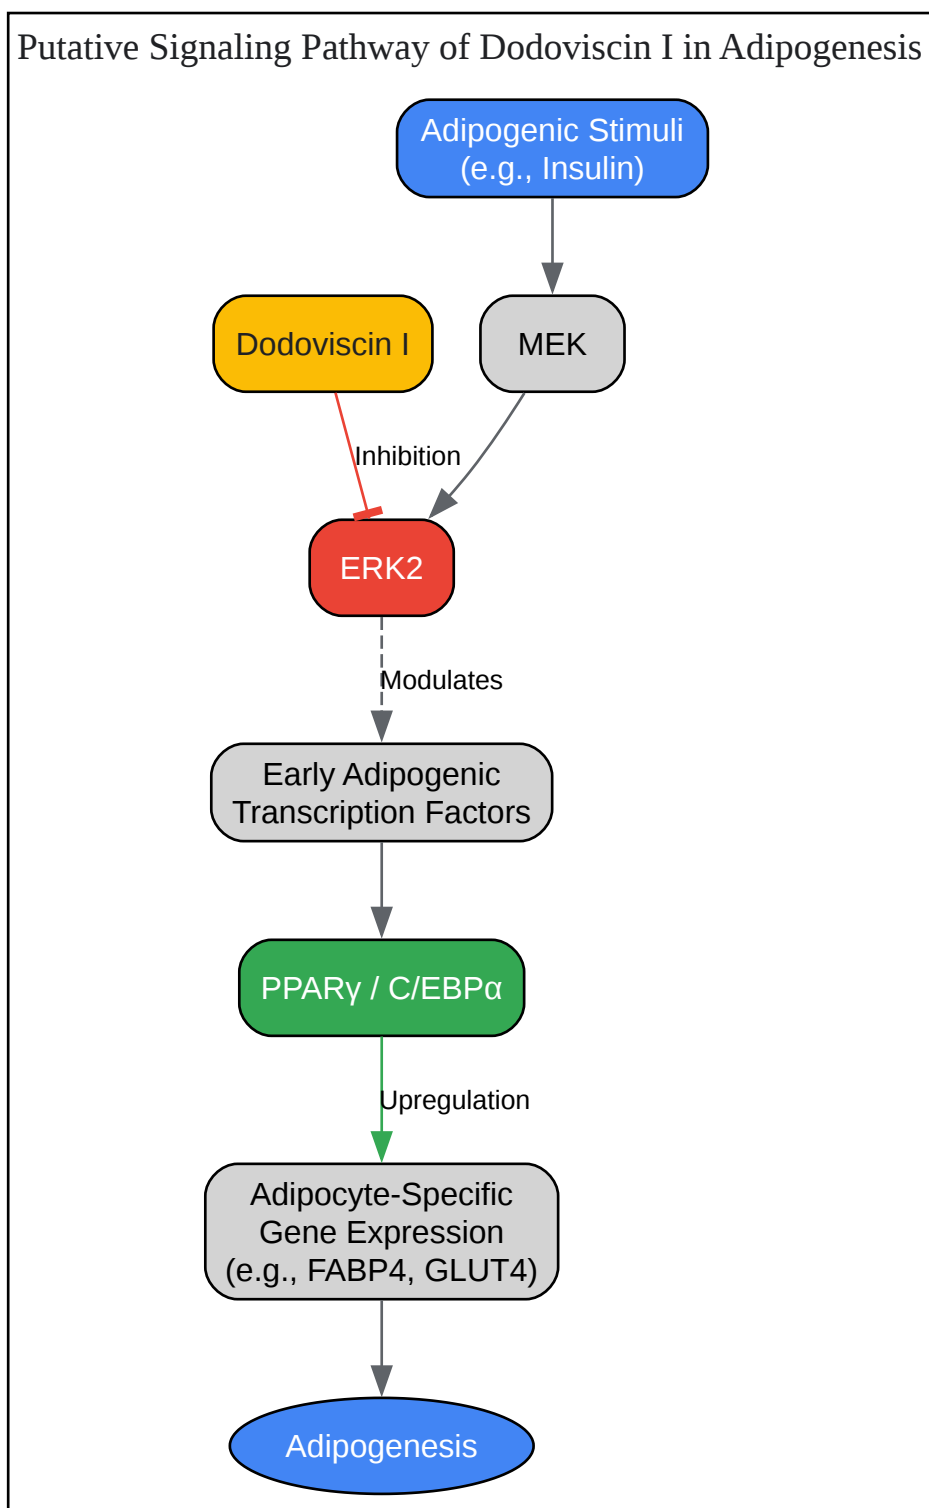 Putative Signaling Pathway of Dodoviscin I in Adipogenesis
Adipogenic Stimuli
(e.g., Insulin)
Dodoviscin I
MEK
Inhibition
ERK2
Modulates
Early Adipogenic
Transcription Factors
PPARγ / C/EBPα
Upregulation
Adipocyte-Specific
Gene Expression
(e.g., FABP4, GLUT4)
Adipogenesis